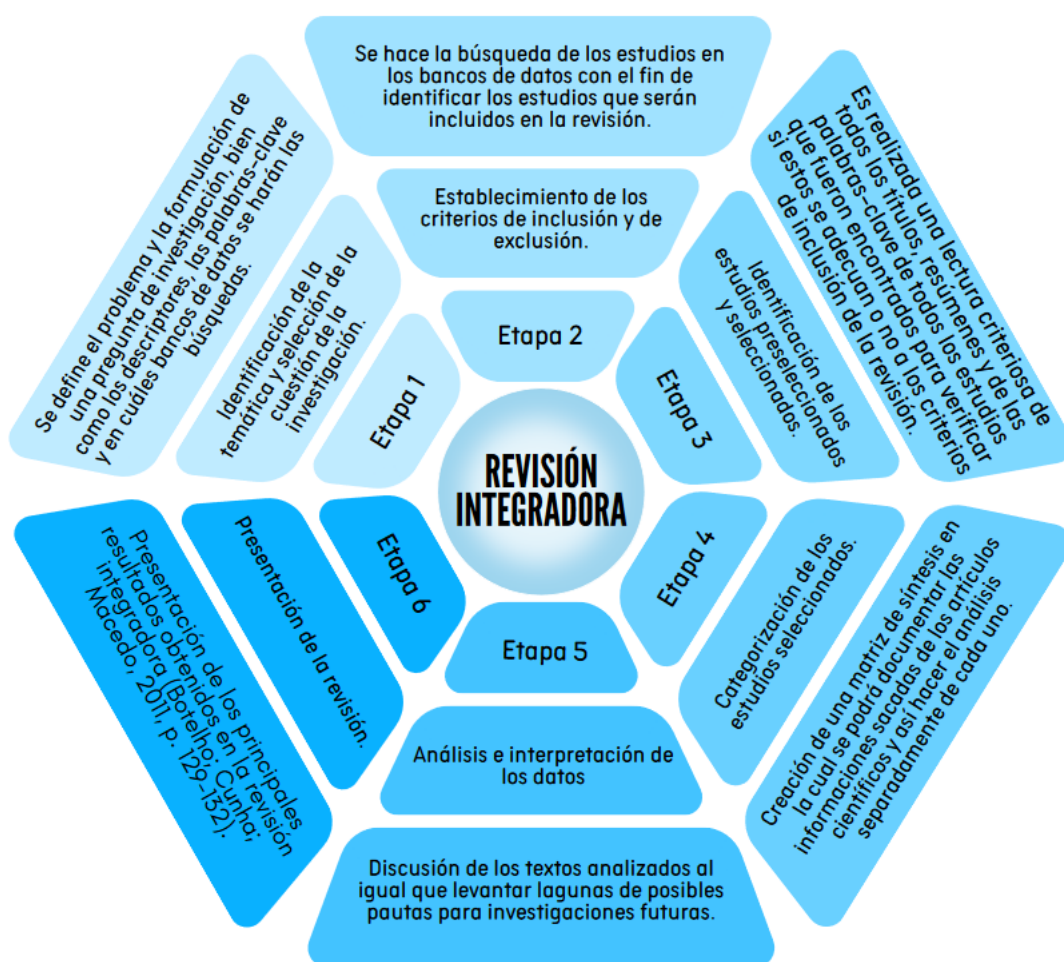 REVISIÓN
INTEGRADORA
Etapa 1
Identificación de la
temática y selección de la
cuestión de la
investigación.
Se define el problema y la formulación de
una pregunta de investigación, bien
como los descriptores, las palabras-clave
y en cuáles bancos de datos se harán las
búsquedas.
Etapa 2
Establecimiento de los
criterios de inclusión y de
exclusión.
Se hace la búsqueda de los estudios en
los bancos de datos con el fin de
identificar los estudios que serán
incluidos en la revisión.
Etapa 3
Identificación de los
estudios preseleccionados
y seleccionados.
Es realizada una lectura criteriosa de
todos los títulos, resúmenes y de las
palabras-clave de todos los estudios
que fueron encontrados para verificar
si estos se adecuan o no a los criterios
de inclusión de la revisión.
Etapa 4
Categorización de los
estudios seleccionados.
Creación de una matriz de síntesis en
la cual se podrá documentar las
informaciones sacadas de los artículos
científicos y así hacer el análisis
separadamente de cada uno.
Etapa 5
Análisis e interpretación de
los datos
Discusión de los textos analizados al
igual que levantar lagunas de posibles
pautas para investigaciones futuras.
Etapa 6
Presentación de la revisión.
Presentación de los principales
resultados obtenidos en la revisión
integradora (Botelho; Cunha;
Macedo, 2011, p. 129-132).